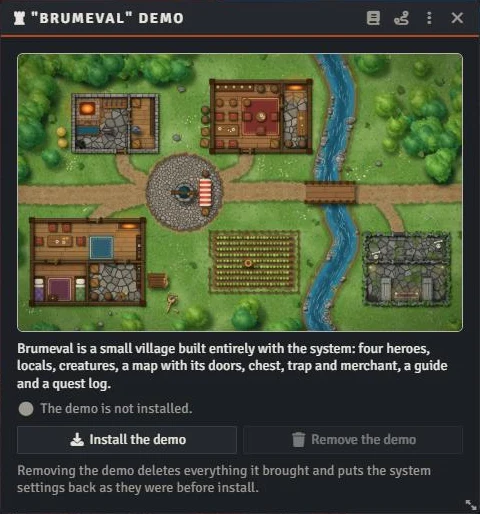 "BRUMEVAL" DEMO
Brumeval is a small village built entirely with the system: four heroes,
locals, creatures, a map with its doors, chest, trap and merchant, a guide
and a quest log.
The demo is not installed.
Install the demo
Remove the demo
Removing the demo deletes everything it brought and puts the system
settings back as they were before install.